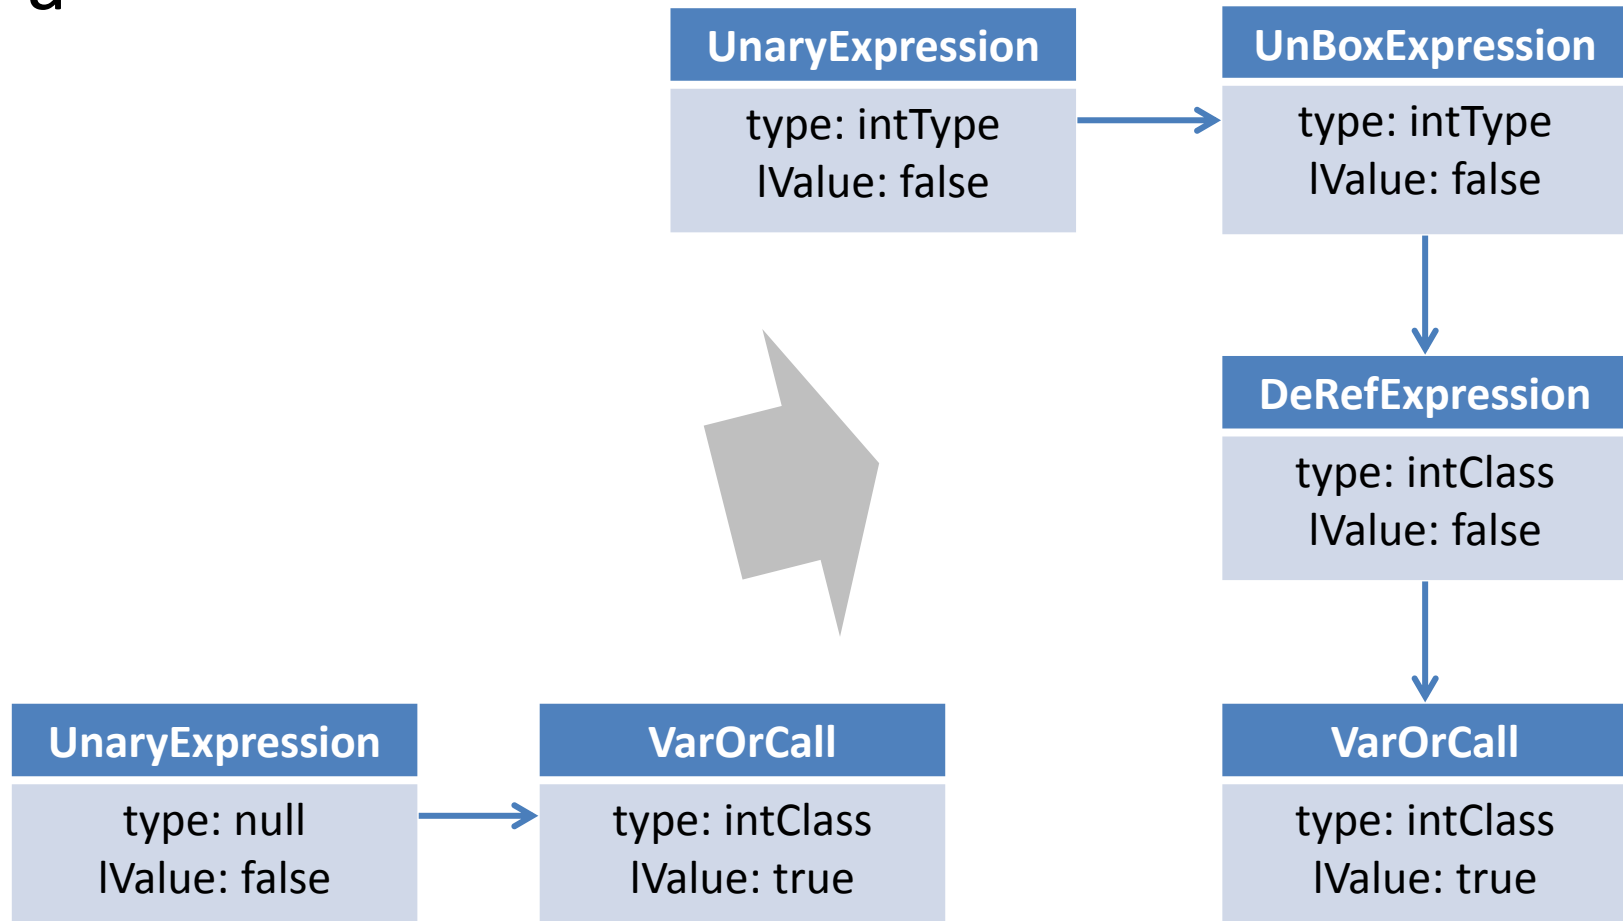 UnaryExpression
type: intType
lValue: false
UnBoxExpression
type: intType
lValue: false
DeRefExpression
type: intClass
lValue: false
UnaryExpression
type: null
lValue: false
VarOrCall
type: intClass
lValue: true
VarOrCall
type: intClass
lValue: true